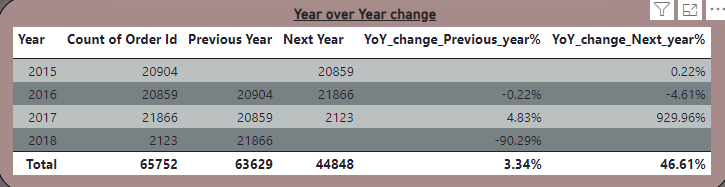 Year over Year change
Year Count of Order Id Previous Year Next Year YoY_change_Previous_year% YoY_change_Next_year%
2015 20904 20859 0.22%
2016 20859 20904 21866 -0.22% -4.61%
2017 21866 20859 2123 4.83% 929.96%
2018 2123 21866 -90.29%
Total 65752 63629 44848 3.34% 46.61%